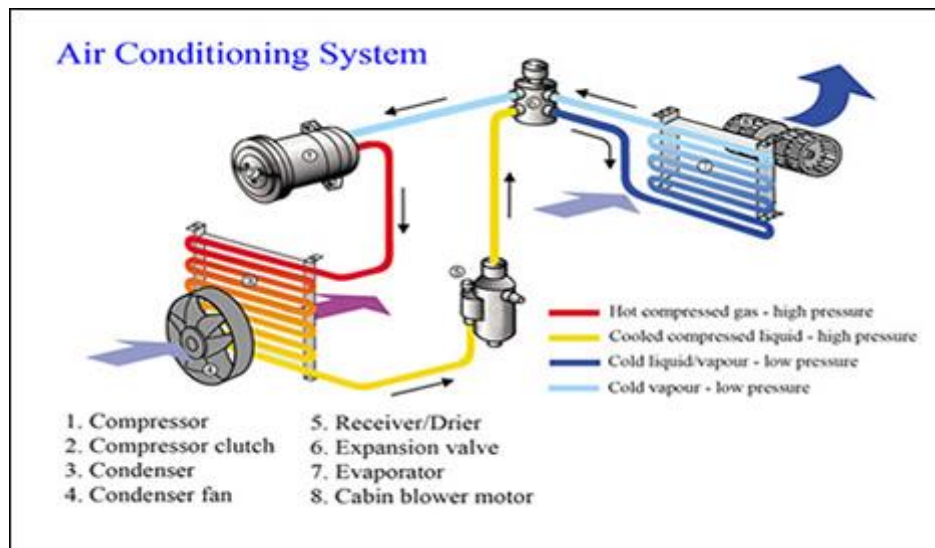 Air Conditioning System
Hot compressed gas - high pressure
Cooled compressed liquid - high pressure
Cold liquid/vapour - low pressure
Cold vapour - low pressure
1. Compressor
2. Compressor clutch
3. Condenser
4. Condenser fan
5. Receiver/Drier
6. Expansion valve
7. Evaporator
8. Cabin blower motor